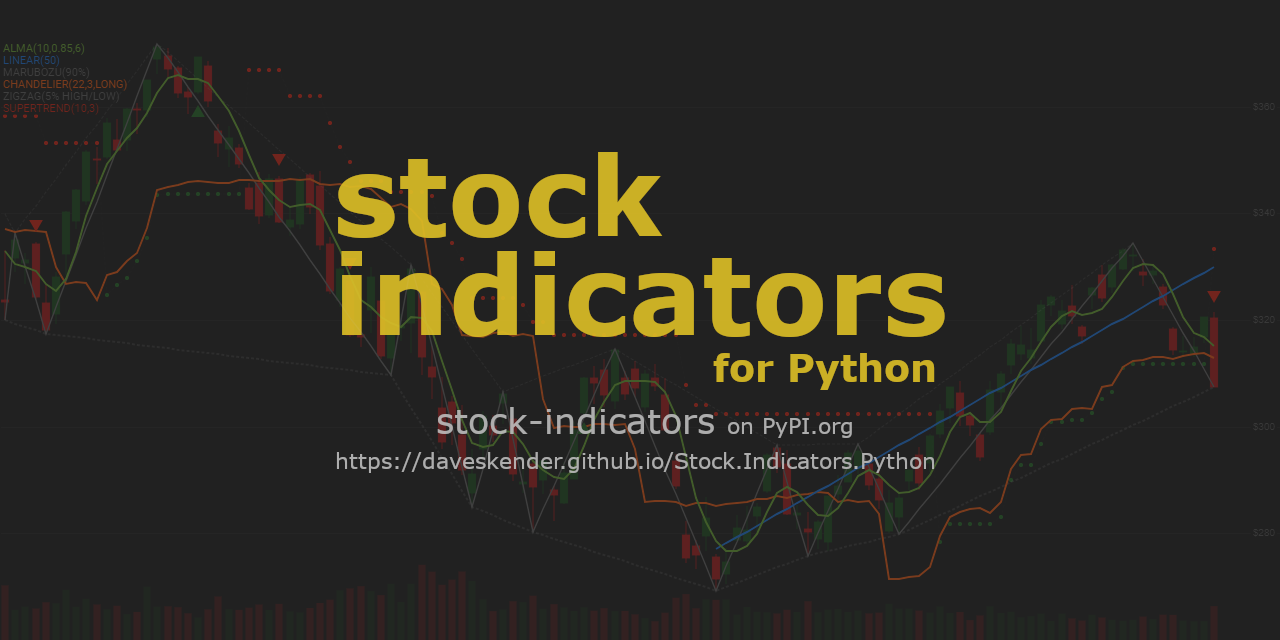 ALMA(10,0.85,6)
LINEAR(50)
MARUBOZU(90%)
CHANDELIER(22,3,LONG)
ZIGZAG(5% HIGH/LOW)
SUPERTREND(10,3)
$360
stock
$340
indicators
$320
for Python
stock-indicators on PyPI.org
$300
https://daveskender.github.io/Stock.Indicators.Python
$280